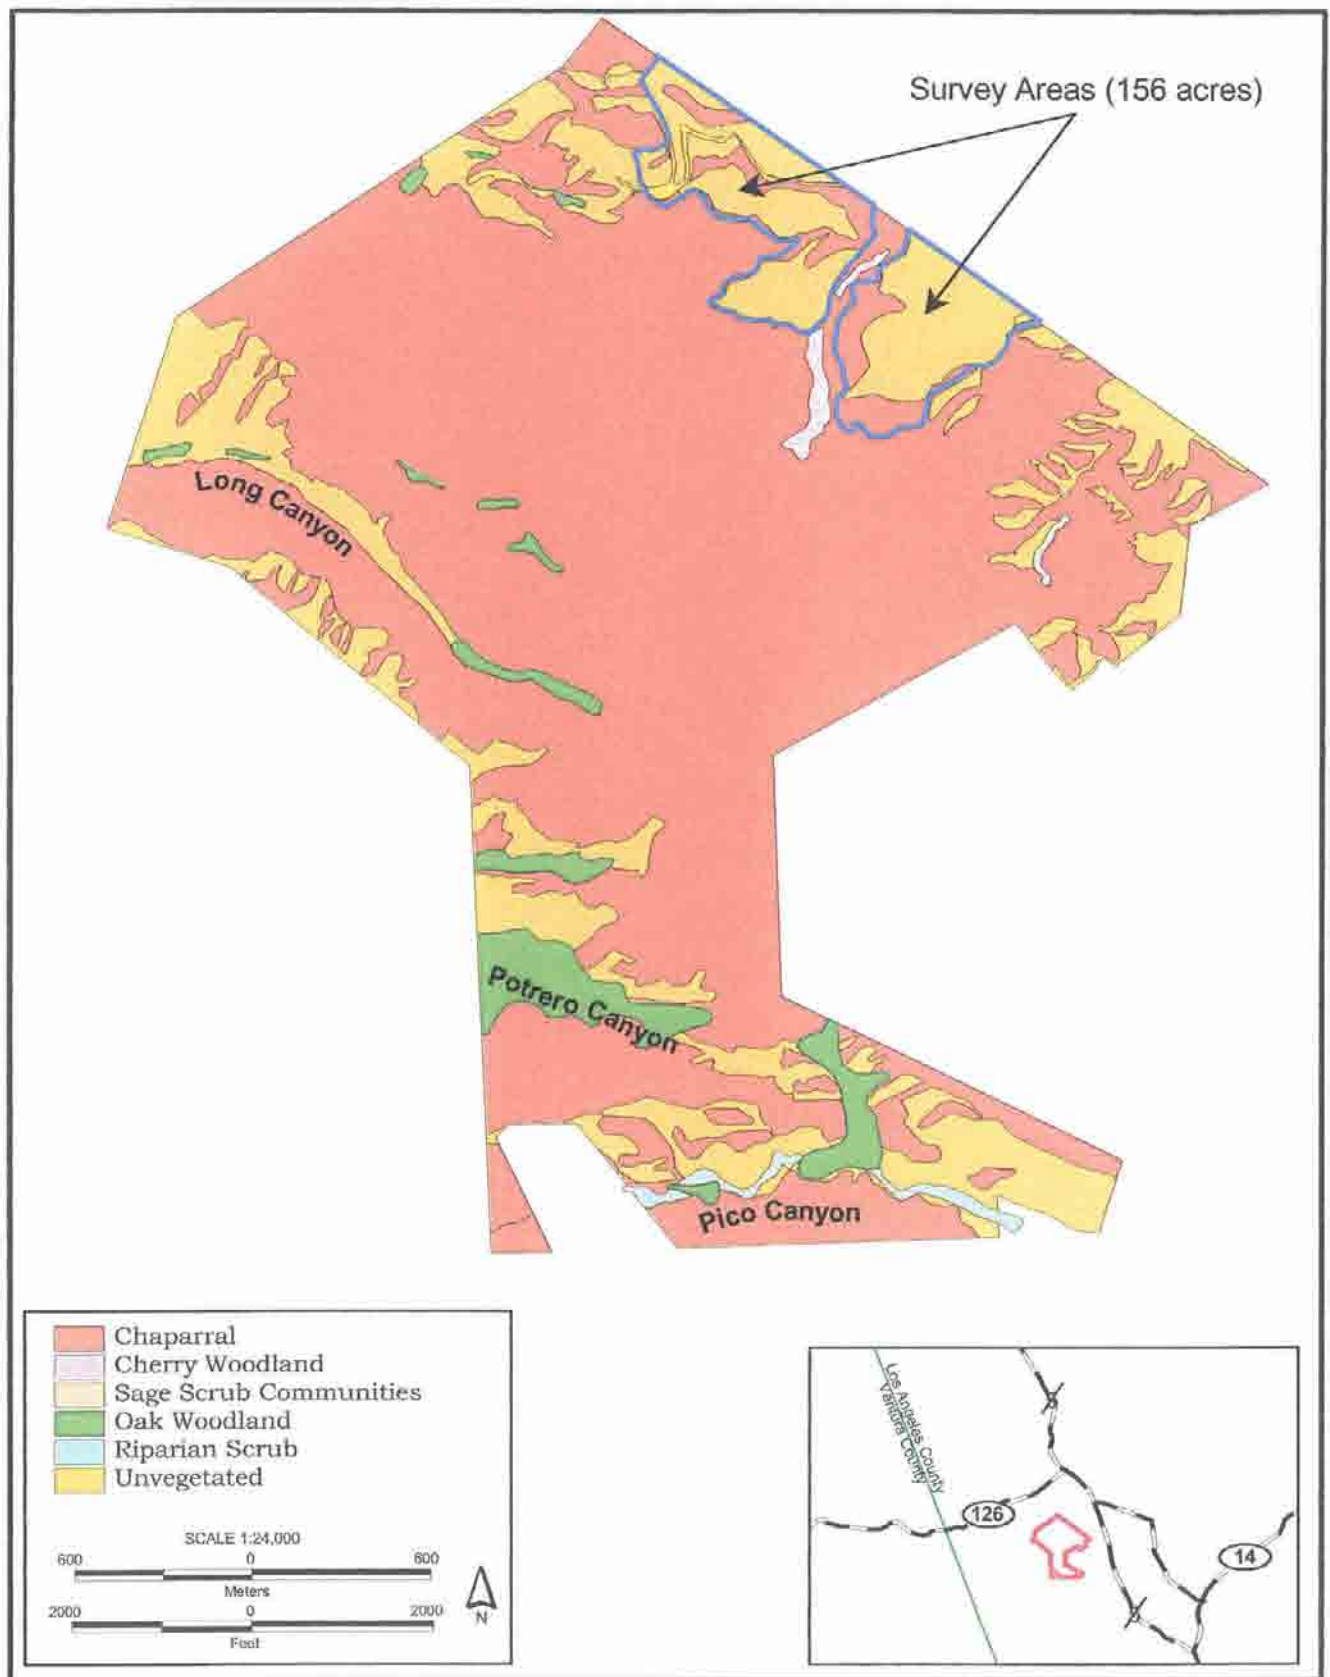 Survey Areas (156 acres)
Long Canyon
Potrero Canyon
Pico Canyon
Chaparral
Cherry Woodland
Sage Scrub Communities
Oak Woodland
Riparian Scrub
Unvegetated
SCALE 1:24,000
600 0 600
Meters
2000 0 2000
Feet
N
Los Angeles County
Ventura County
126
14